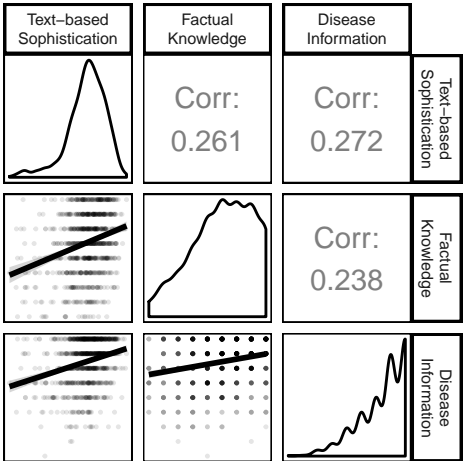 Text−based
Sophistication
Factual
Knowledge
Disease
Information
Corr:
0.261
Corr:
0.272
Text−based
Sophistication
Corr:
0.238
Factual
Knowledge
Disease
Information